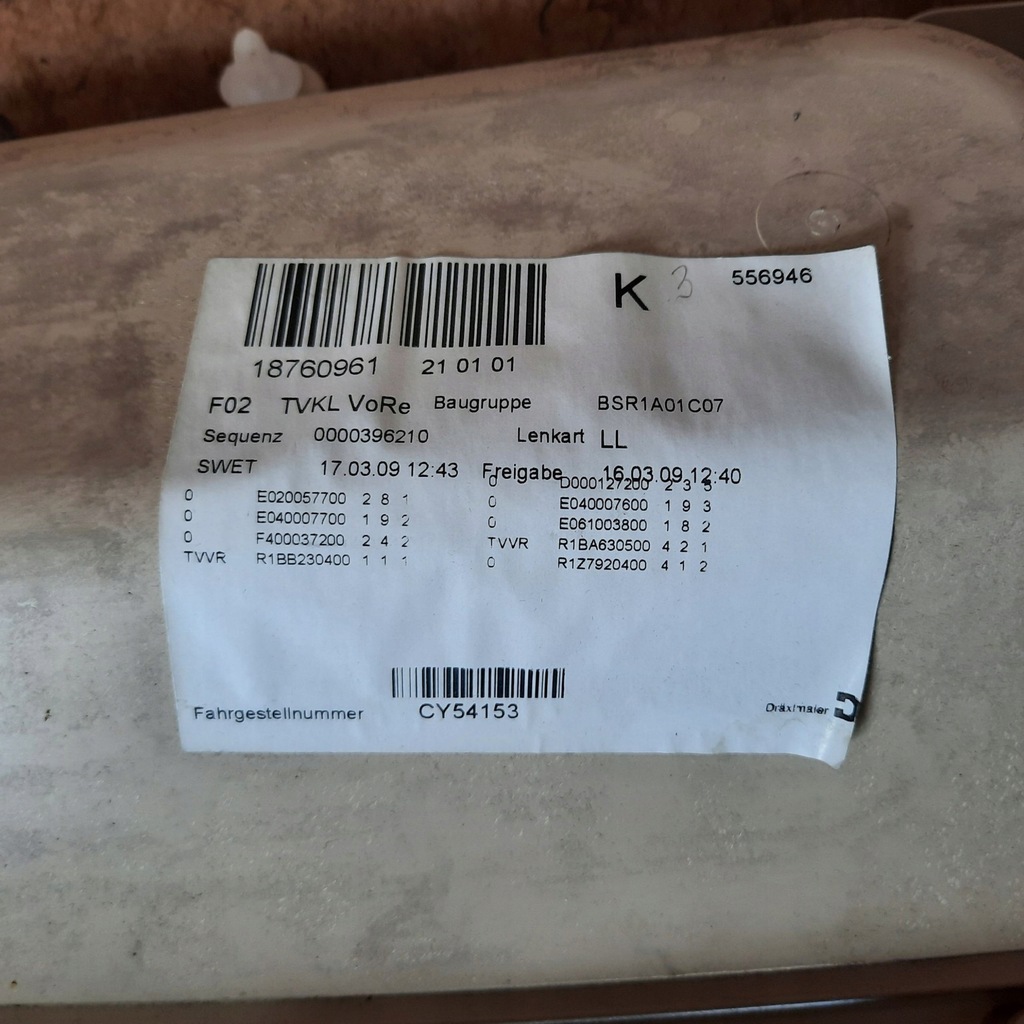 K 3 556946
18760961 21 01 01
F02 TVKL VoRe Baugruppe BSR1A01C07
Sequenz 0000396210 Lenkart LL
SWET 17.03.09 12:43 Freigabe 16.03.09 12:40
0 D000127200 2 3 5
0 E020057700 2 8 1
0 E040007600 1 9 3
0 E040007700 1 9 2
0 E061003800 1 8 2
0 F400037200 2 4 2
TVVR R1BA630500 4 2 1
TVVR R1BB230400 1 1 1
0 R1Z7920400 4 1 2
Fahrgestellnummer CY54153
Dräxlmaier